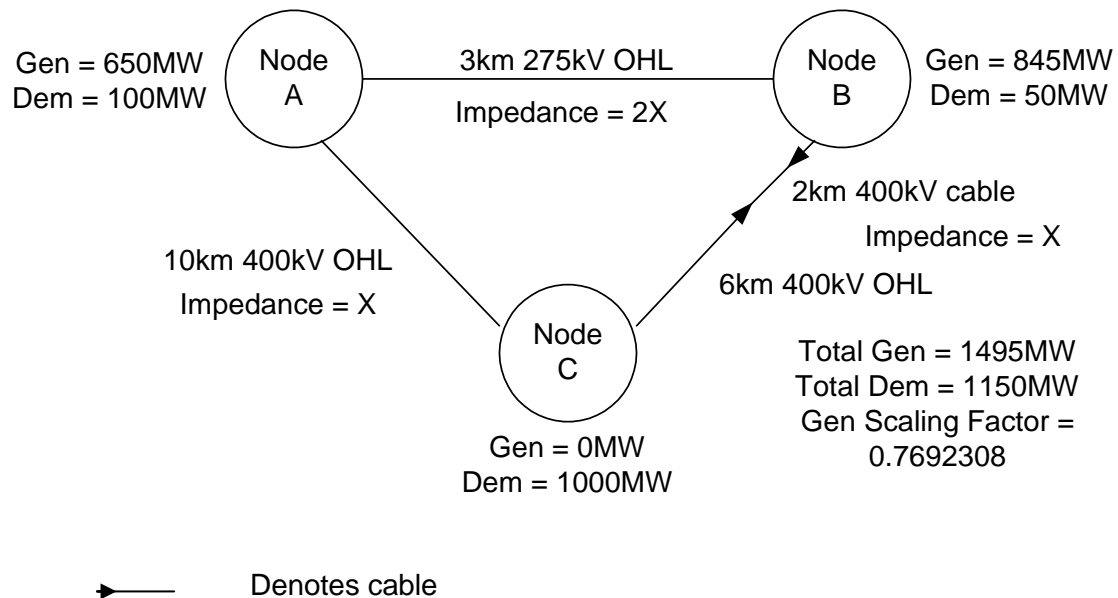 Gen = 650MW
Dem = 100MW
Node
A
3km 275kV OHL
Impedance = 2X
Node
B
Gen = 845MW
Dem = 50MW
2km 400kV cable
Impedance = X
10km 400kV OHL
Impedance = X
6km 400kV OHL
Node
C
Gen = 0MW
Dem = 1000MW
Total Gen = 1495MW
Total Dem = 1150MW
Gen Scaling Factor =
0.7692308
Denotes cable